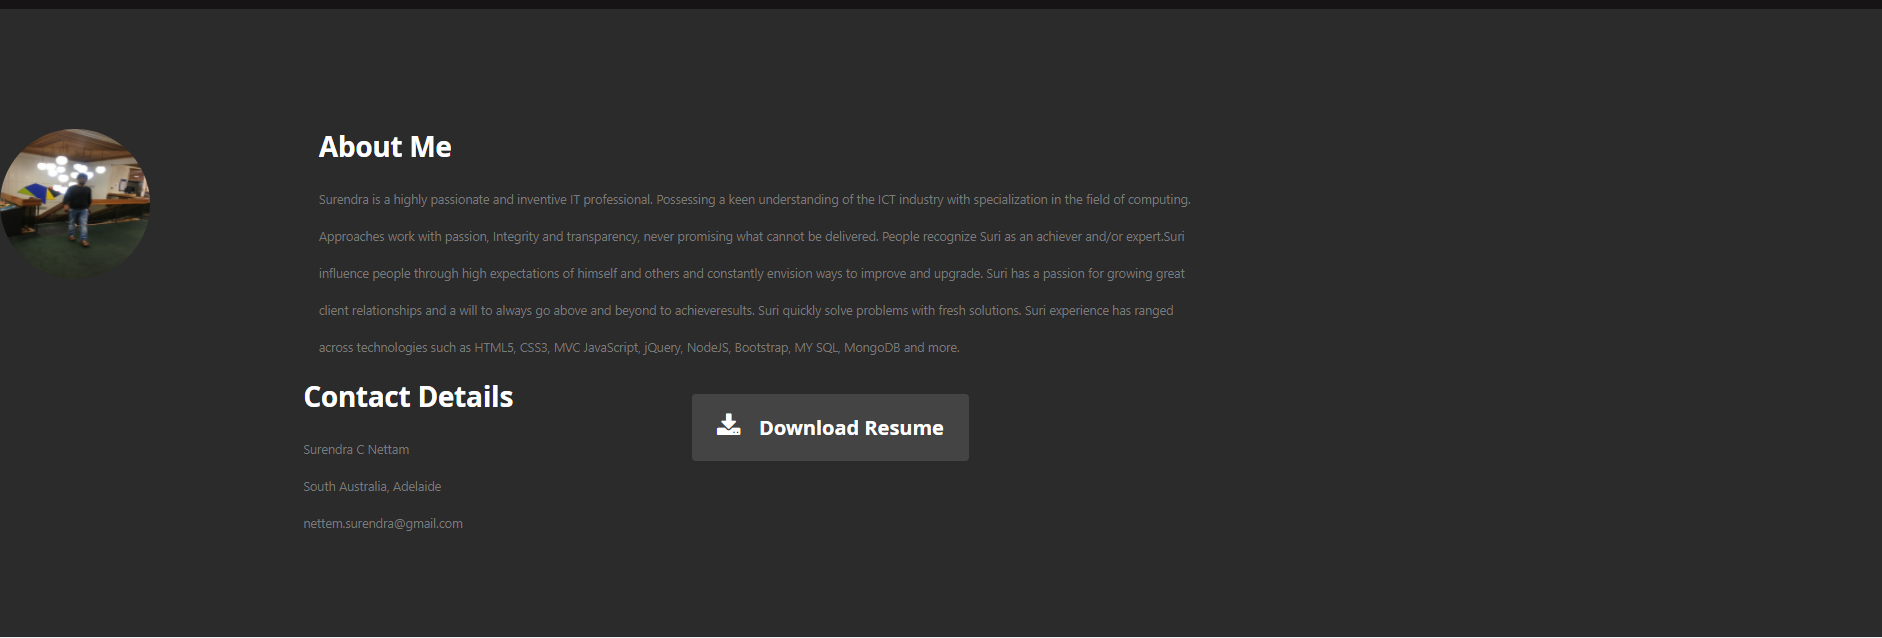 About Me
Surendra is a highly passionate and inventive IT professional. Possessing a keen understanding of the ICT industry with specialization in the field of computing.
Approaches work with passion, Integrity and transparency, never promising what cannot be delivered. People recognize Suri as an achiever and/or expert.Suri
influence people through high expectations of himself and others and constantly envision ways to improve and upgrade. Suri has a passion for growing great
client relationships and a will to always go above and beyond to achieveresults. Suri quickly solve problems with fresh solutions. Suri experience has ranged
across technologies such as HTML5, CSS3, MVC JavaScript, jQuery, NodeJS, Bootstrap, MY SQL, MongoDB and more.
Contact Details
Download Resume
Surendra C Nettam
South Australia, Adelaide
nettem.surendra@gmail.com